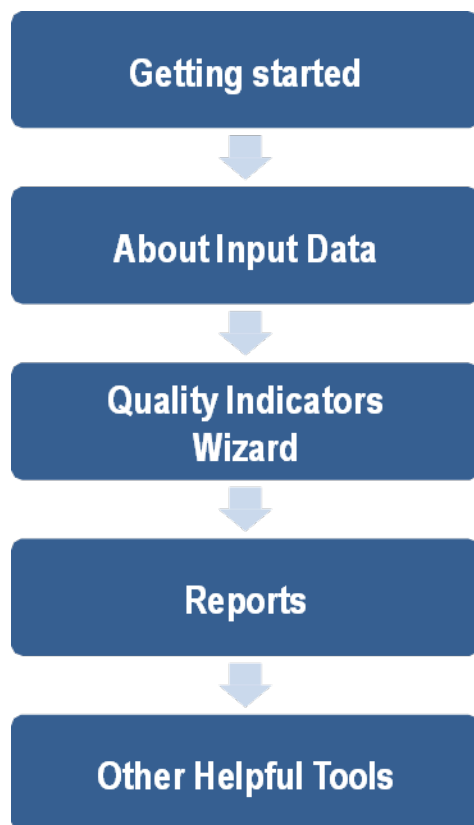 Getting started
About Input Data
Quality Indicators
Wizard
Reports
Other Helpful Tools